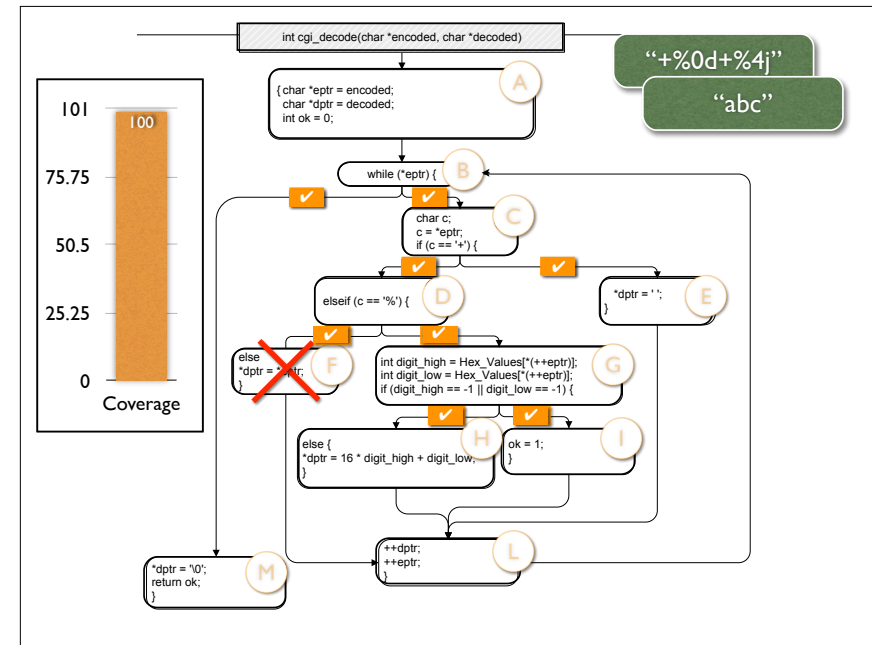 int cgi_decode(char *encoded, char *decoded)
“+%0d+%4j”
“abc”
A
{ char *eptr = encoded;
char *dptr = decoded;
int ok = 0;
101
100
75.75
50.5
25.25
0
Coverage
B
while (*eptr) {
✔
✔
C
char c;
c = *eptr;
if (c == '+') {
✔
✔
D
elseif (c == '%') {
E
*dptr = ' ';
}
✔
✔
F
else
*dptr = *eptr;
}
G
int digit_high = Hex_Values[*(++eptr)];
int digit_low = Hex_Values[*(++eptr)];
if (digit_high == -1 || digit_low == -1) {
✔
✔
H
else {
*dptr = 16 * digit_high + digit_low;
}
I
ok = 1;
}
L
++dptr;
++eptr;
}
M
*dptr = '\0';
return ok;
}